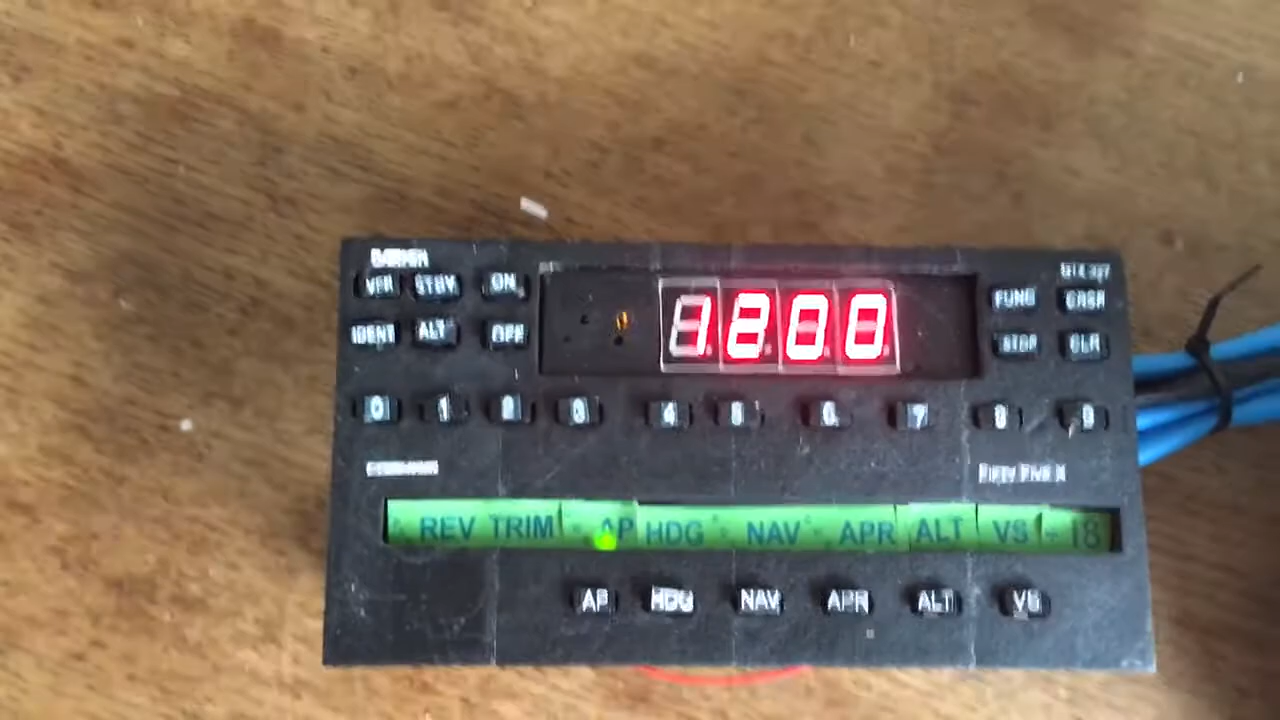 VFR STBY ON
1200
FUNC CRSR
IDENT ALT OFF
STOP CLR
0 1 2 3 4 5 6 7 8 9
REV TRIM AP HDG NAV APR ALT VS + 18
AP HDG NAV APR ALT VS